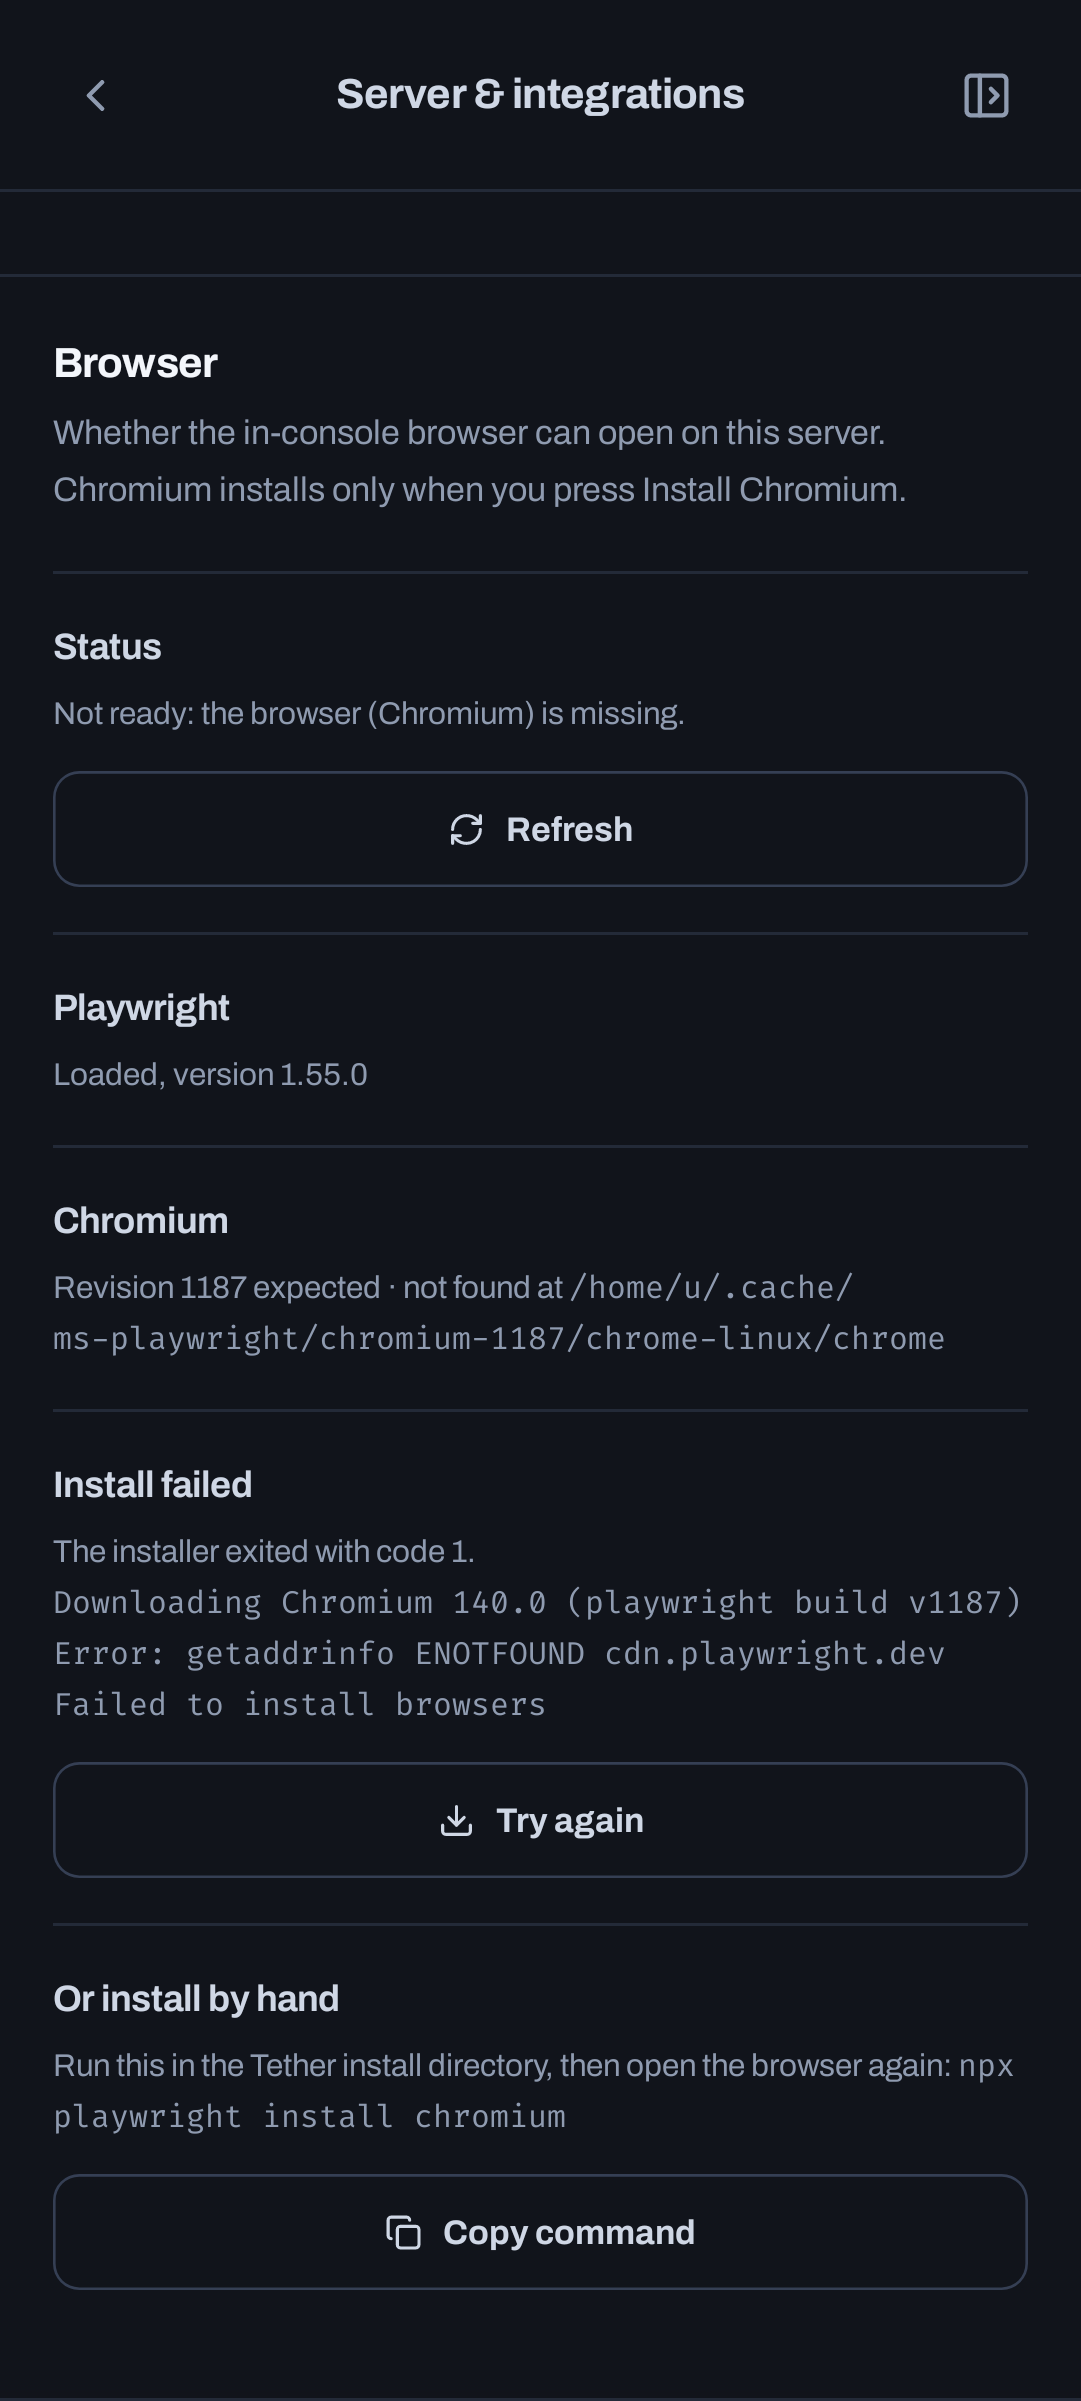 Server & integrations
Browser
Whether the in-console browser can open on this server.
Chromium installs only when you press Install Chromium.
Status
Not ready: the browser (Chromium) is missing.
Refresh
Playwright
Loaded, version 1.55.0
Chromium
Revision 1187 expected · not found at /home/u/.cache/
ms-playwright/chromium-1187/chrome-linux/chrome
Install failed
The installer exited with code 1.
Downloading Chromium 140.0 (playwright build v1187)
Error: getaddrinfo ENOTFOUND cdn.playwright.dev
Failed to install browsers
Try again
Or install by hand
Run this in the Tether install directory, then open the browser again: npx
playwright install chromium
Copy command